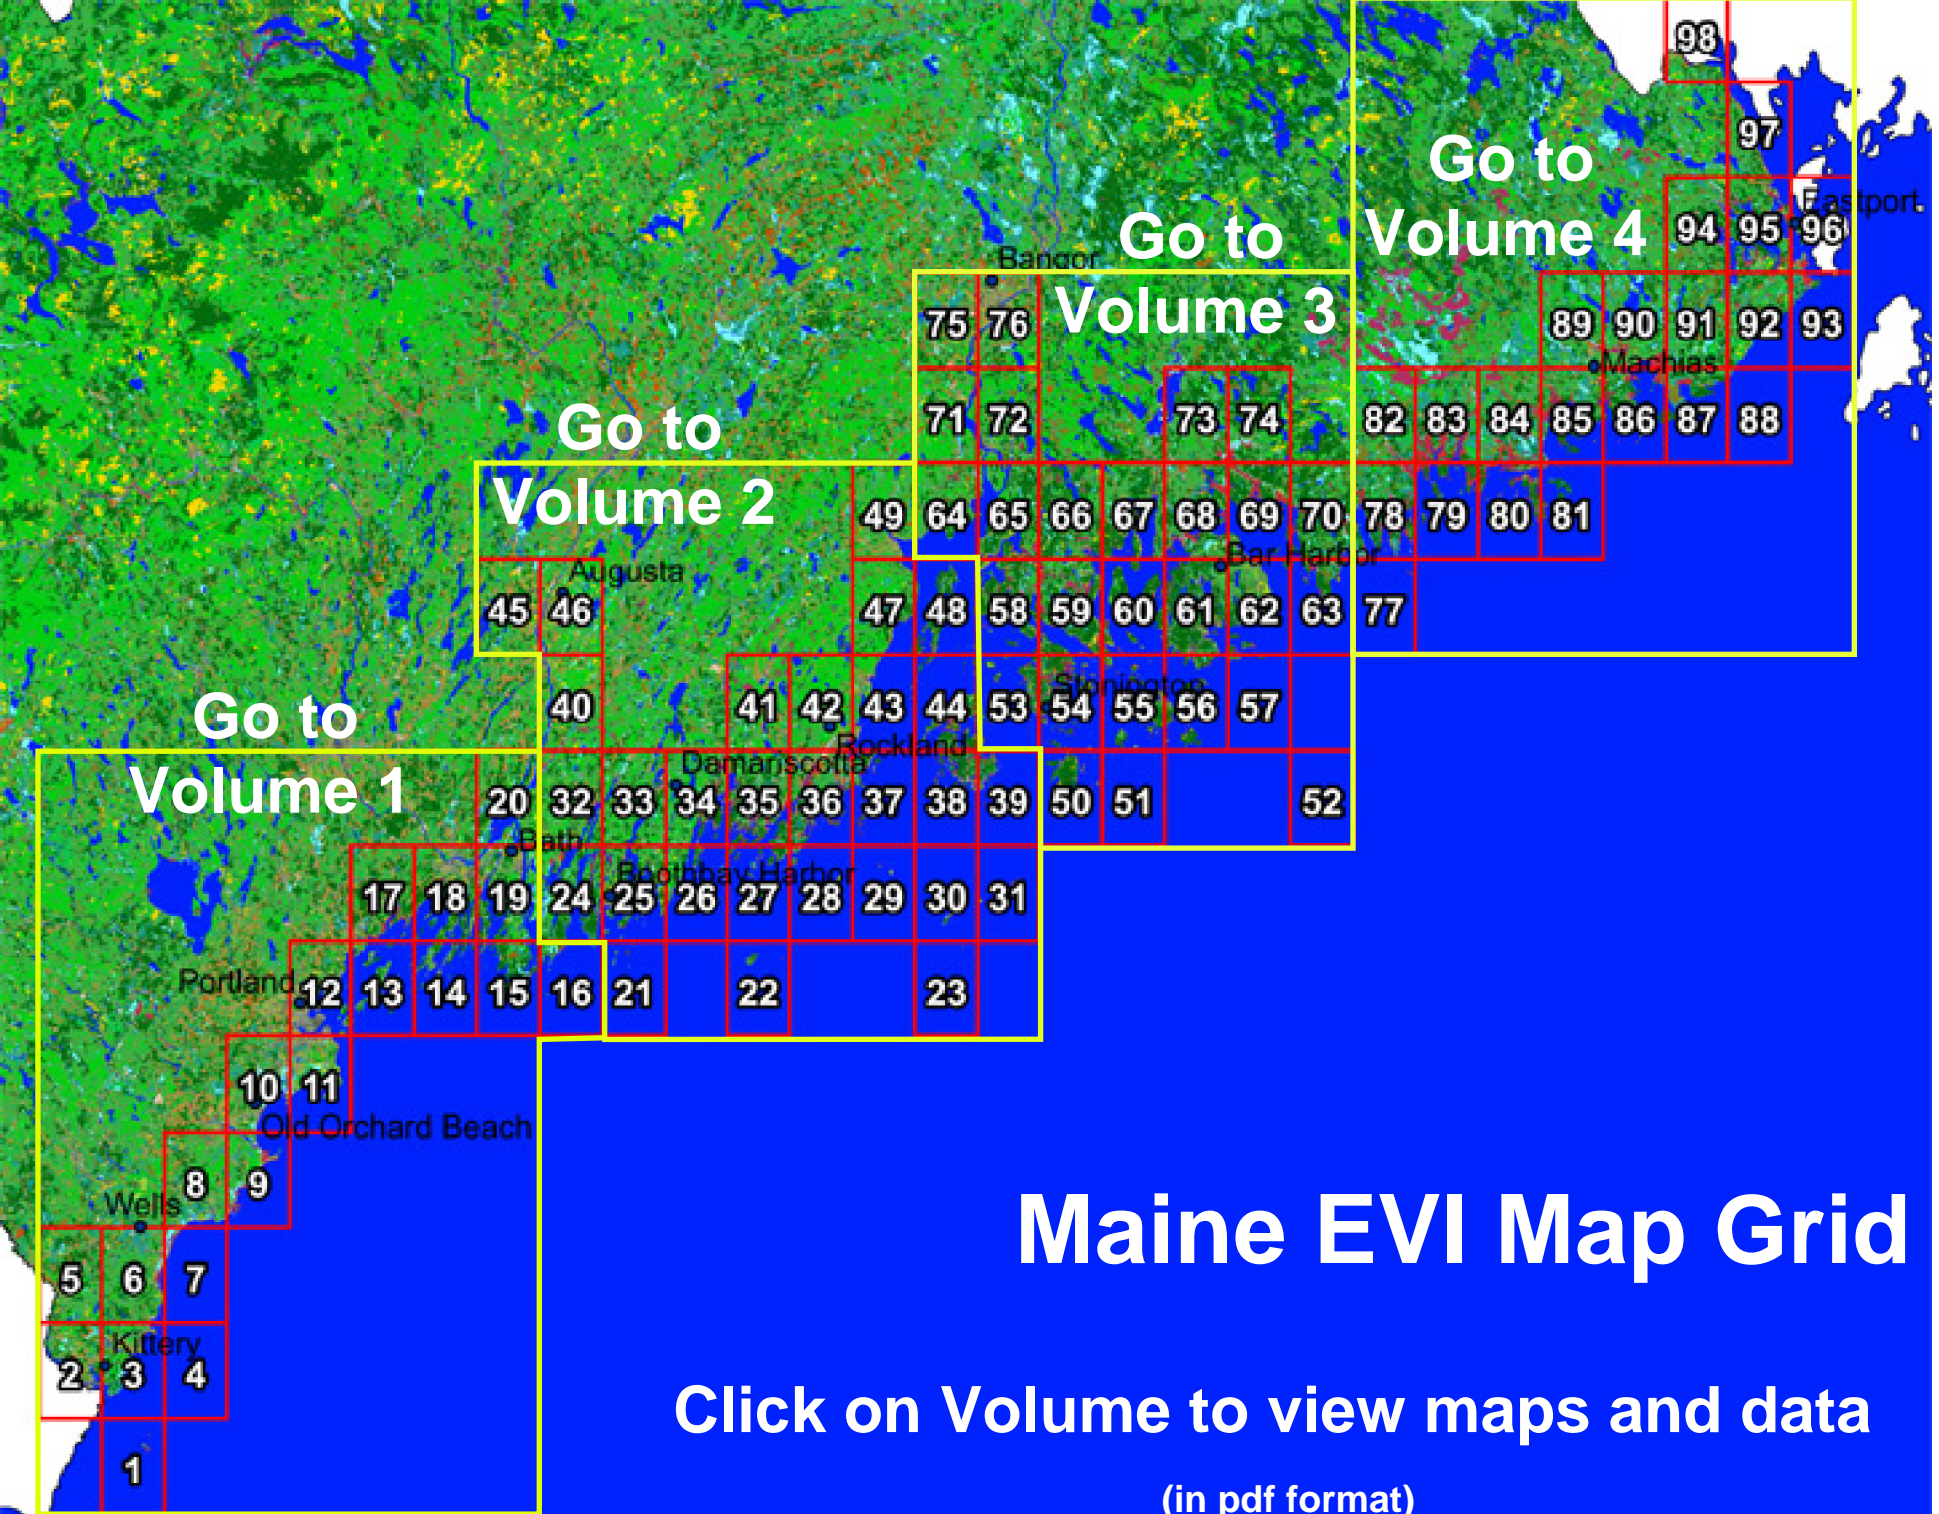 98
97
Go to
Volume 4
Eastport
94 95 96
Go to
Volume 3
Bangor
75 76
89 90 91 92 93
Machias
71 72 73 74 82 83 84 85 86 87 88
Go to
Volume 2
49 64 65 66 67 68 69 70 78 79 80 81
Bar Harbor
Augusta
45 46 47 48 58 59 60 61 62 63 77
Stonington
40 41 42 43 44 53 54 55 56 57
Rockland
Go to
Volume 1
Damariscotta
20 32 33 34 35 36 37 38 39 50 51 52
Bath
Boothbay Harbor
17 18 19 24 25 26 27 28 29 30 31
Portland
12 13 14 15 16 21 22 23
10 11
Old Orchard Beach
8 9
Wells
5 6 7
Kittery
2 3 4
1
Maine EVI Map Grid
Click on Volume to view maps and data
(in pdf format)